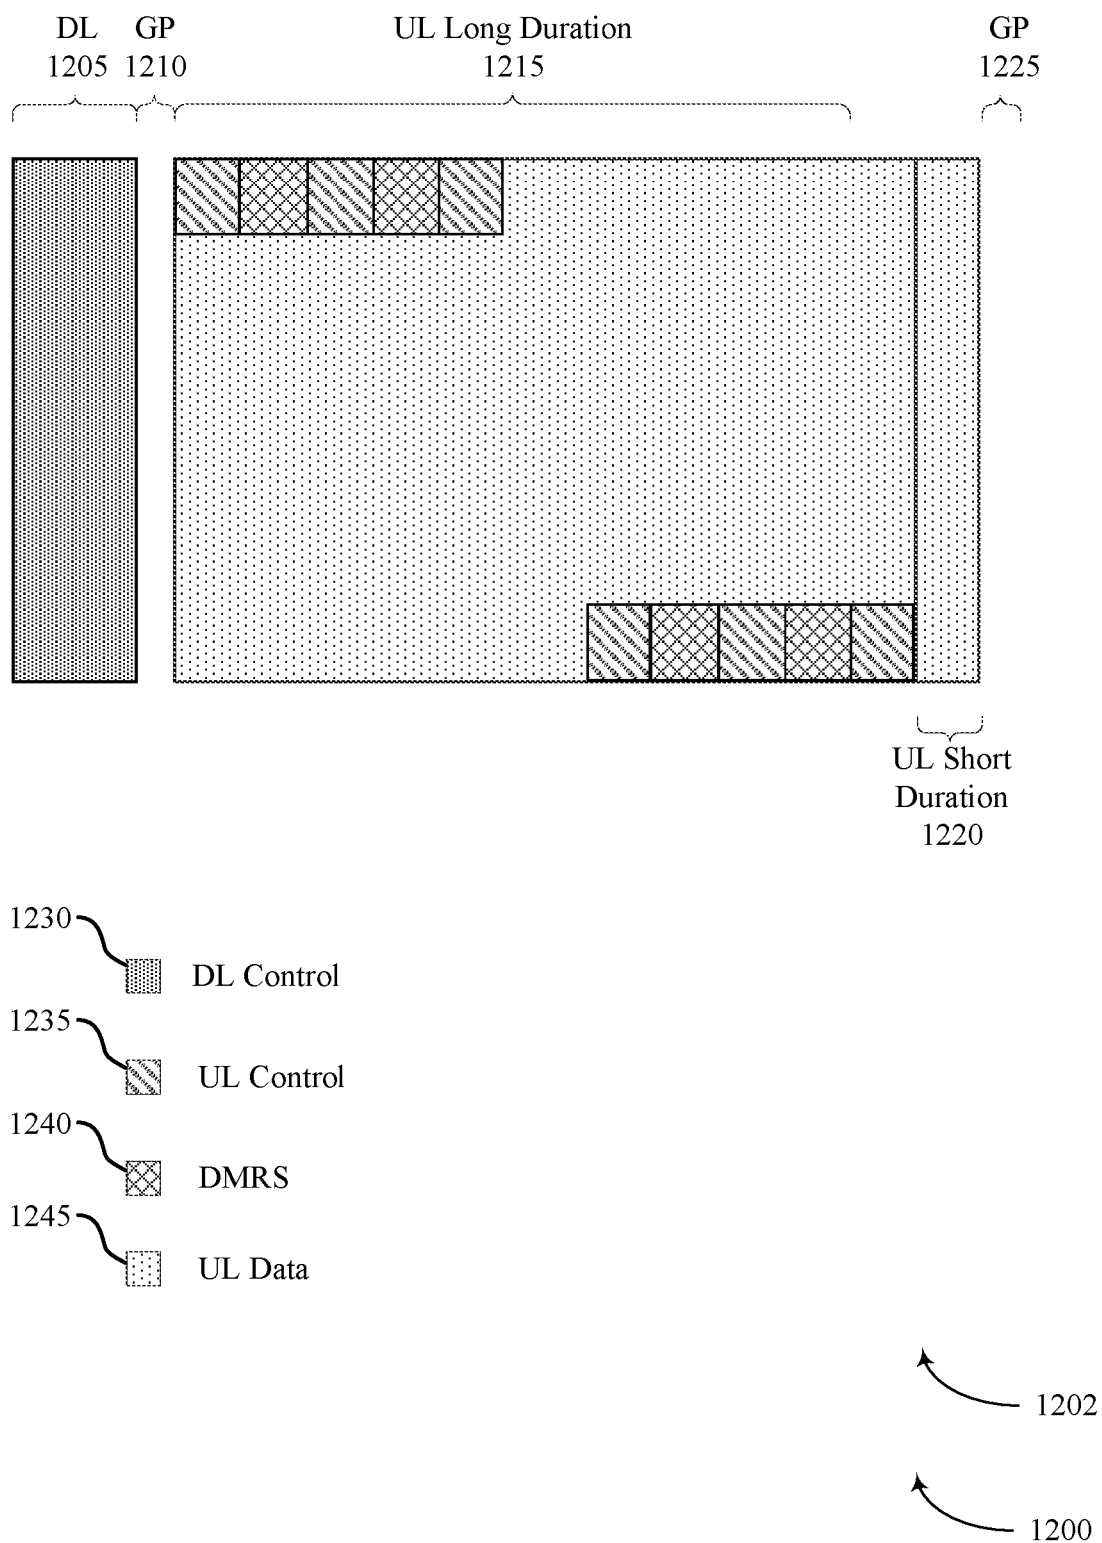 DL GP UL Long Duration GP
1205 1210 1215 1225
UL Short
Duration
1220
1230
DL Control
1235
UL Control
1240
DMRS
1245
UL Data
1202
1200